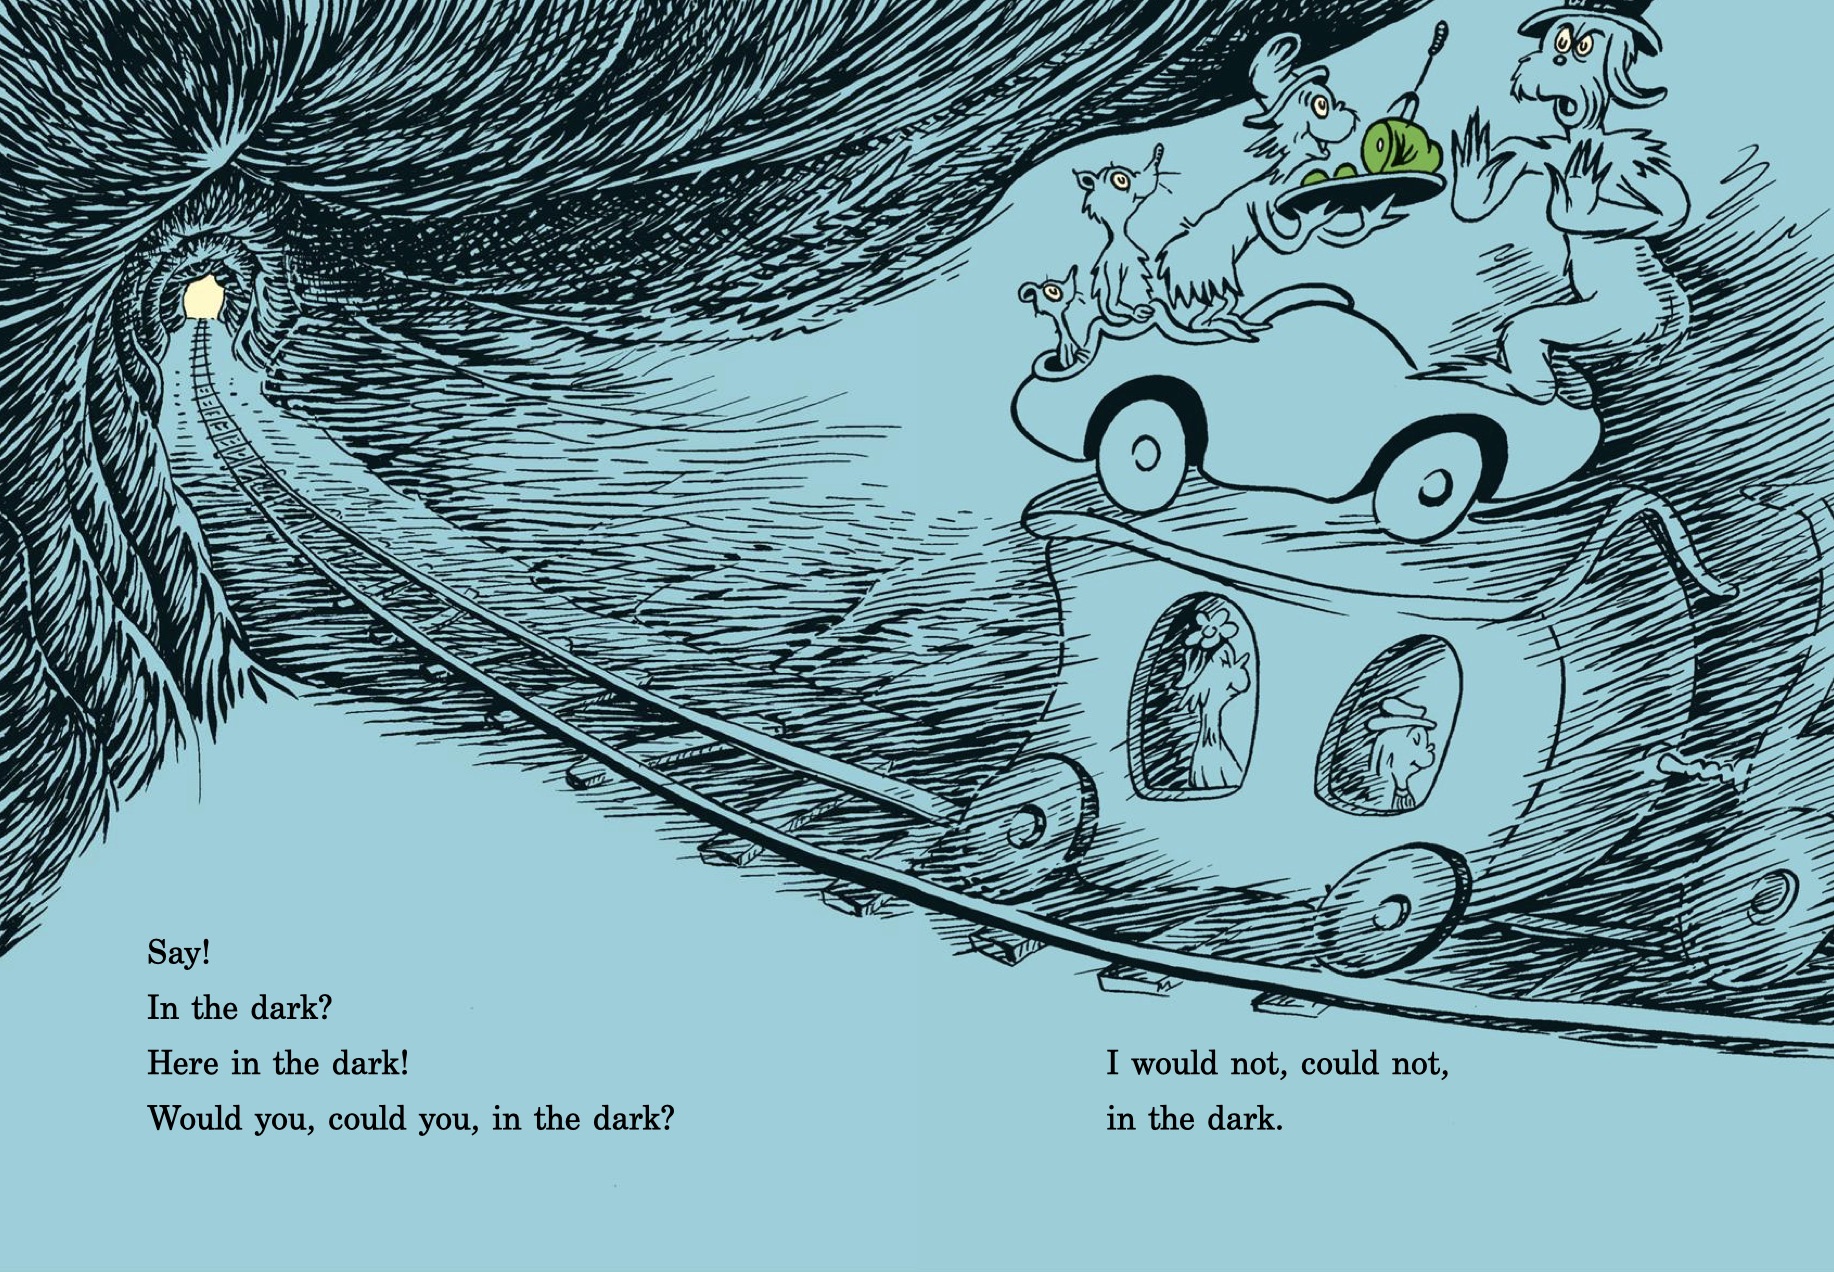 Say!
In the dark?
Here in the dark!
Would you, could you, in the dark?
I would not, could not,
in the dark.